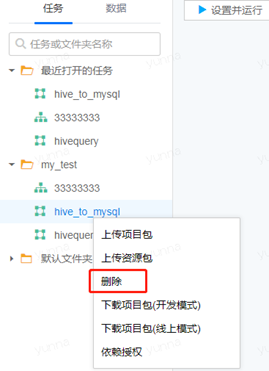 任务 数据
设置并运行
任务或文件夹名称
最近打开的任务
hive_to_mysql
33333333
hivequery
my_test
33333333
hive_to_mysql
hivequer
默认文件夹
上传项目包
上传资源包
删除
下载项目包(开发模式)
下载项目包(线上模式)
依赖授权